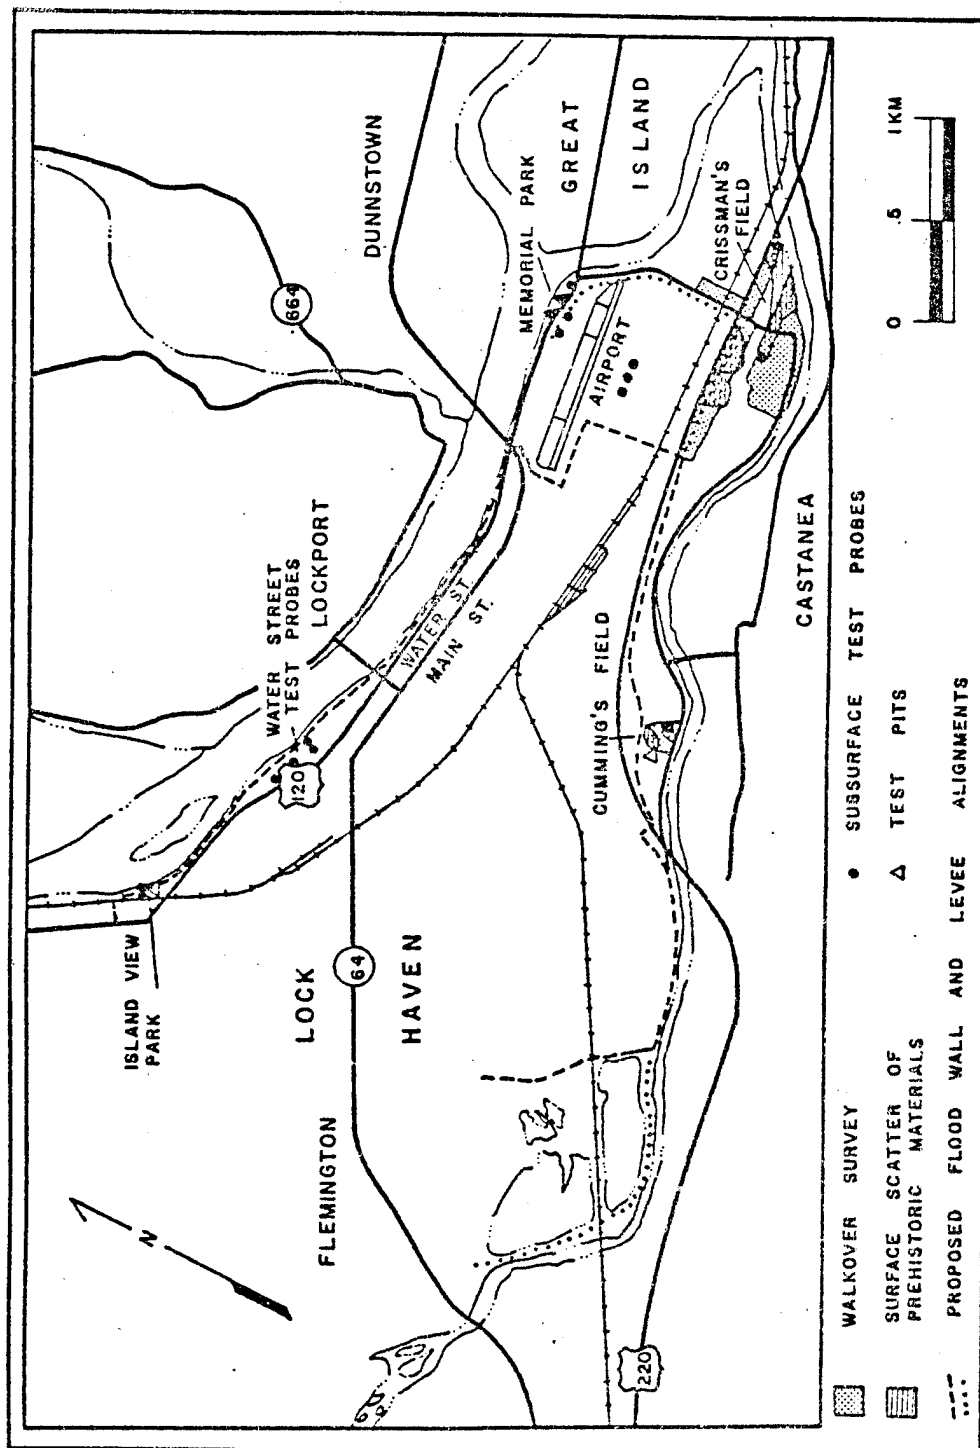 DUNNSTOWN
664
MEMORIAL PARK
GREAT
ISLAND
CRISSMAN'S
FIELD
AIRPORT
LOCKPORT
WATER STREET
TEST PROBES
WATER ST.
MAIN ST.
120
ISLAND VIEW
PARK
LOCK
HAVEN
64
FLEMINGTON
N
CUMMING'S FIELD
CASTANEA
220
0 .5 1KM
WALKOVER SURVEY
SURFACE SCATTER OF
PREHISTORIC MATERIALS
PROPOSED FLOOD WALL AND LEVEE ALIGNMENTS
SUBSURFACE TEST PROBES
TEST PITS